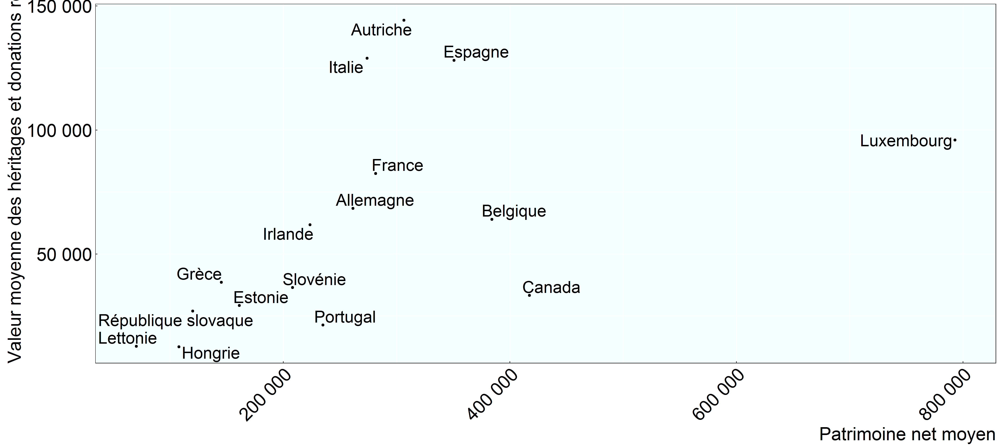 Valeur moyenne des héritages et donations
150 000
100 000
50 000
Autriche
Espagne
Italie
Luxembourg
France
Allemagne
Belgique
Irlande
Grèce
Slovénie
Canada
Estonie
Portugal
République slovaque
Lettonie
Hongrie
200 000
400 000
600 000
800 000
Patrimoine net moyen